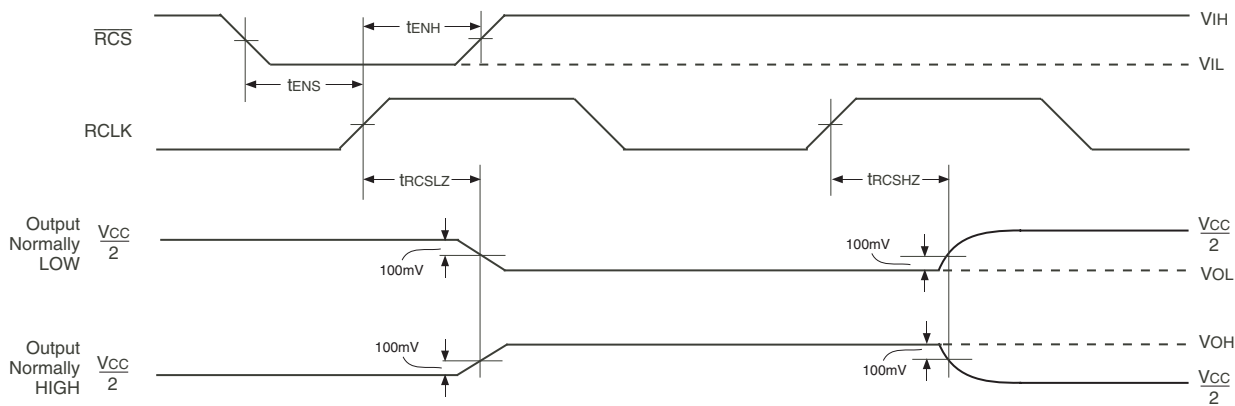 RCS
tENH
VIH
VIL
tENS
RCLK
tRCSLZ
tRCSHZ
Output
Normally
LOW
VCC
2
100mV
100mV
VCC
2
VOL
Output
Normally
HIGH
VCC
2
100mV
100mV
VOH
VCC
2